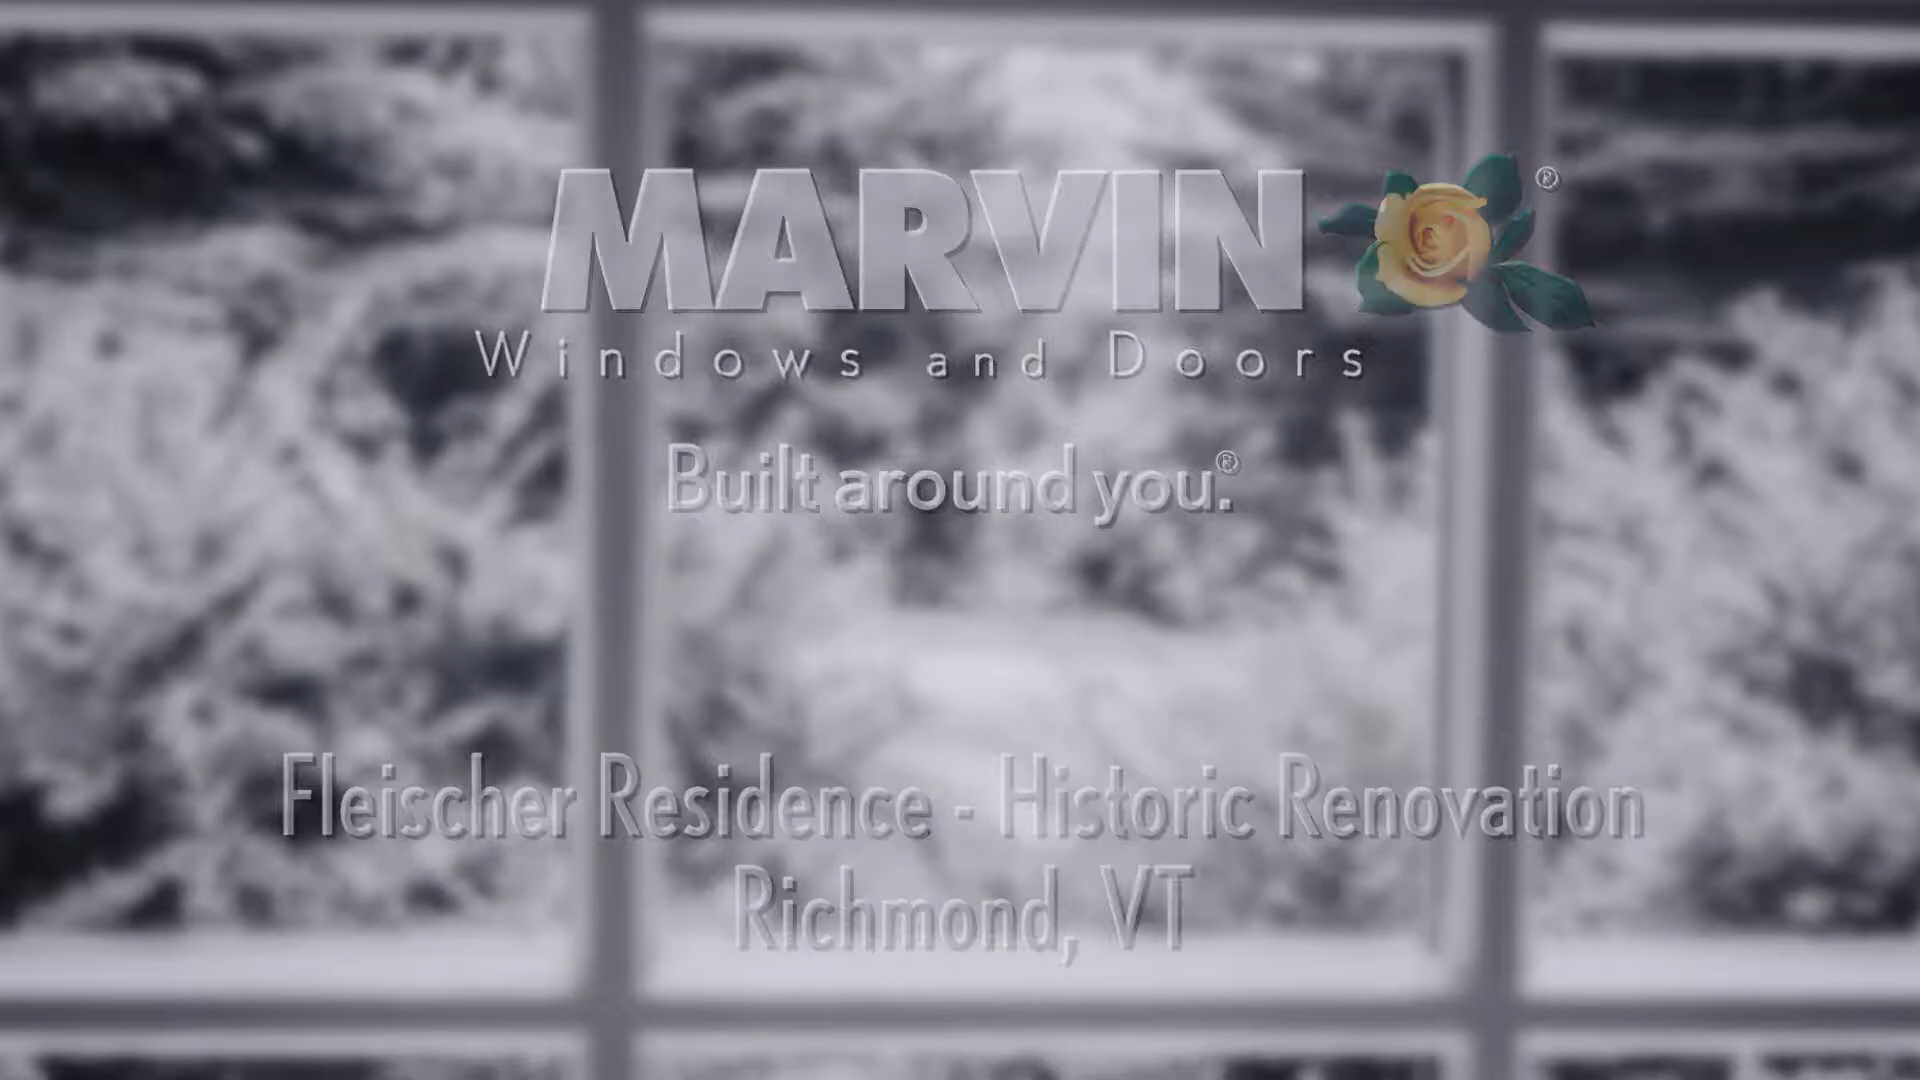 MARVIN ®
Windows and Doors
Built around you.®
Fleischer Residence - Historic Renovation
Richmond, VT